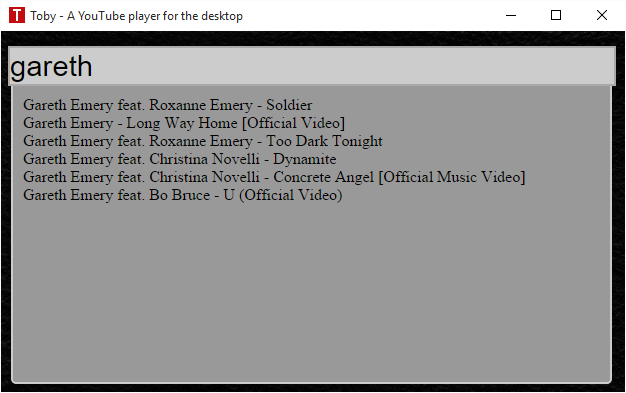 T Toby - A YouTube player for the desktop
gareth
Gareth Emery feat. Roxanne Emery - Soldier
Gareth Emery - Long Way Home [Official Video]
Gareth Emery feat. Roxanne Emery - Too Dark Tonight
Gareth Emery feat. Christina Novelli - Dynamite
Gareth Emery feat. Christina Novelli - Concrete Angel [Official Music Video]
Gareth Emery feat. Bo Bruce - U (Official Video)